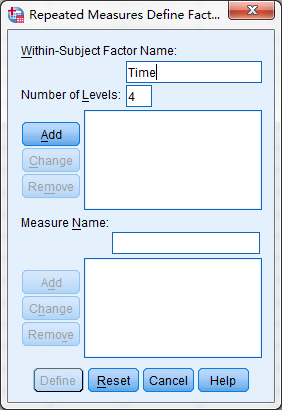 Repeated Measures Define Fact...
Within-Subject Factor Name:
Time
Number of Levels: 4
Add
Change
Remove
Measure Name:
Add
Change
Remove
Define Reset Cancel Help